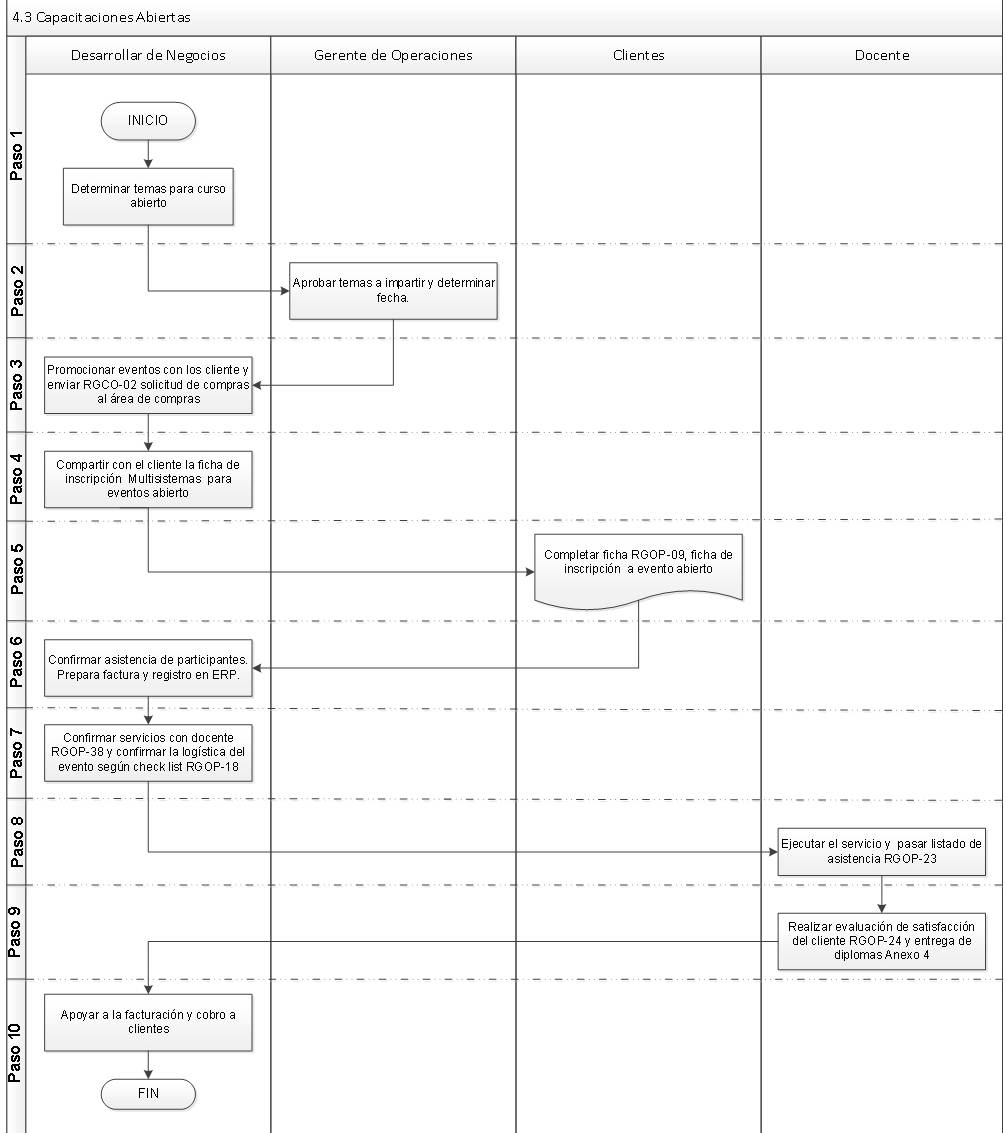 4.3 Capacitaciones Abiertas
Desarrollar de Negocios
Gerente de Operaciones
Clientes
Docente
Paso 1
INICIO
Determinar temas para curso
abierto
Paso 2
Aprobar temas a impartir y determinar
fecha.
Paso 3
Promocionar eventos con los cliente y
enviar RGCO-02 solicitud de compras
al área de compras
Paso 4
Compartir con el cliente la ficha de
inscripción Multisistemas para
eventos abierto
Paso 5
Completar ficha RGOP-09, ficha de
inscripción a evento abierto
Paso 6
Confirmar asistencia de participantes.
Prepara factura y registro en ERP.
Paso 7
Confirmar servicios con docente
RGOP-38 y confirmar la logística del
evento según check list RGOP-18
Paso 8
Ejecutar el servicio y pasar listado de
asistencia RGOP-23
Paso 9
Realizar evaluación de satisfacción
del cliente RGOP-24 y entrega de
diplomas Anexo 4
Paso 10
Apoyar a la facturación y cobro a
clientes
FIN